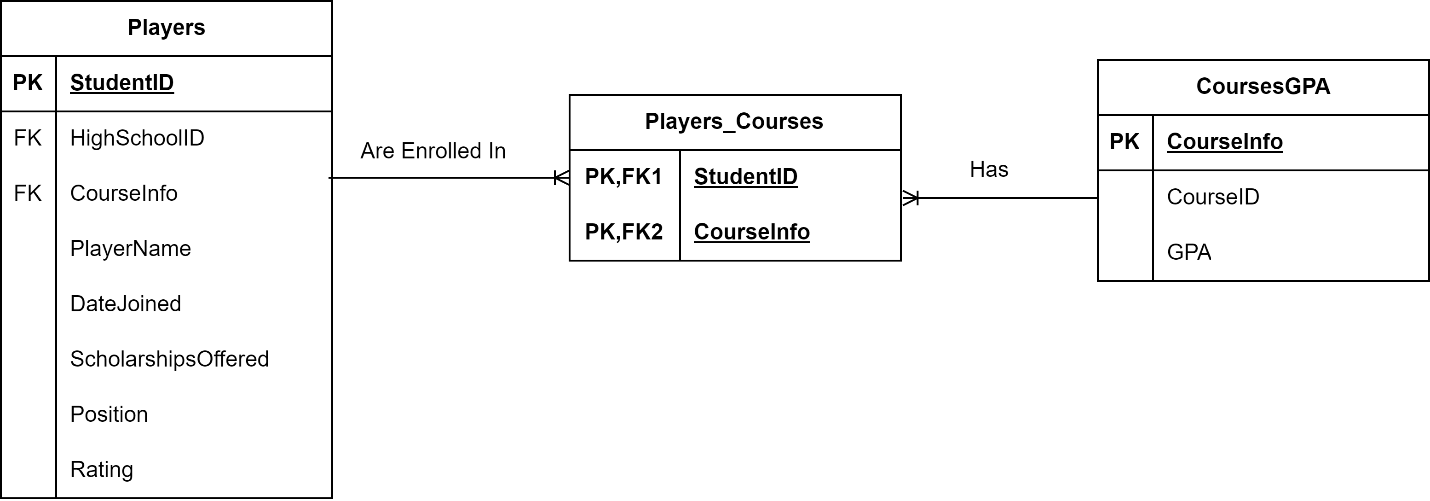 Players
PK StudentID
FK HighSchoolID
FK CourseInfo
PlayerName
DateJoined
ScholarshipsOffered
Position
Rating
Are Enrolled In
Players_Courses
PK,FK1 StudentID
PK,FK2 CourseInfo
Has
CoursesGPA
PK CourseInfo
CourseID
GPA